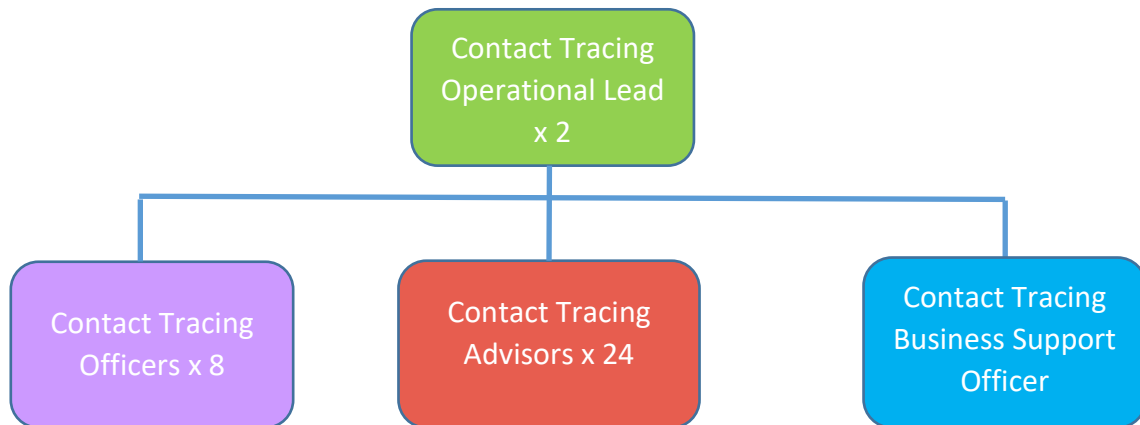 Contact Tracing
Operational Lead
x 2
Contact Tracing
Officers x 8
Contact Tracing
Advisors x 24
Contact Tracing
Business Support
Officer